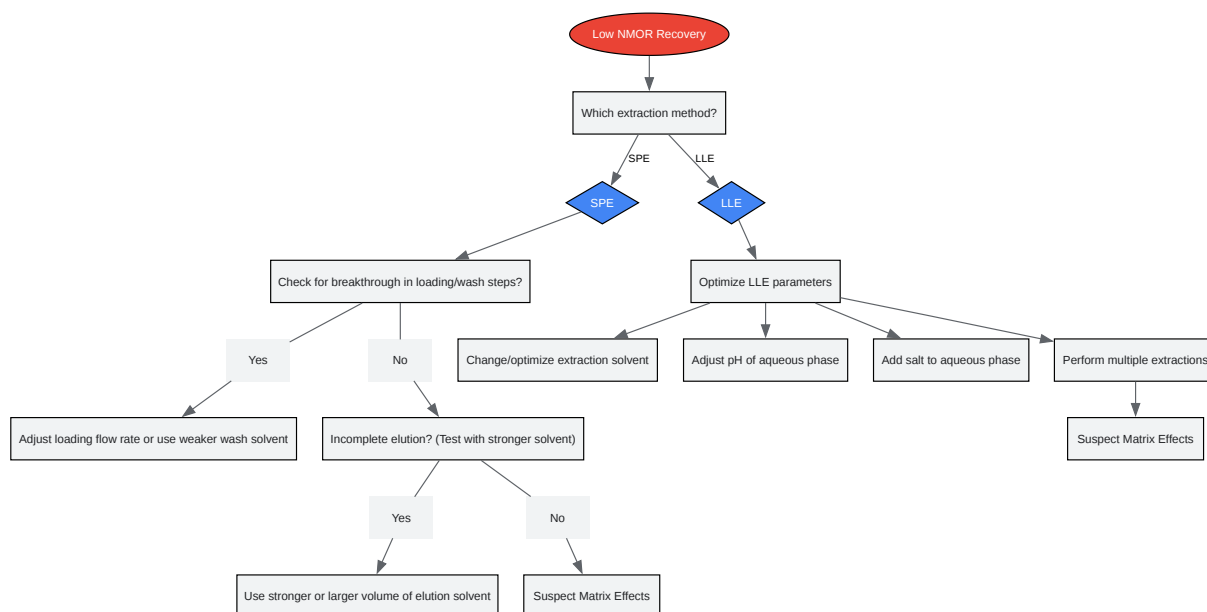 Low NMOR Recovery
Which extraction method?
SPE
LLE
SPE
LLE
Check for breakthrough in loading/wash steps?
Optimize LLE parameters
Yes
No
Change/optimize extraction solvent
Adjust pH of aqueous phase
Add salt to aqueous phase
Perform multiple extractions
Adjust loading flow rate or use weaker wash solvent
Incomplete elution? (Test with stronger solvent)
Suspect Matrix Effects
Yes
No
Use stronger or larger volume of elution solvent
Suspect Matrix Effects